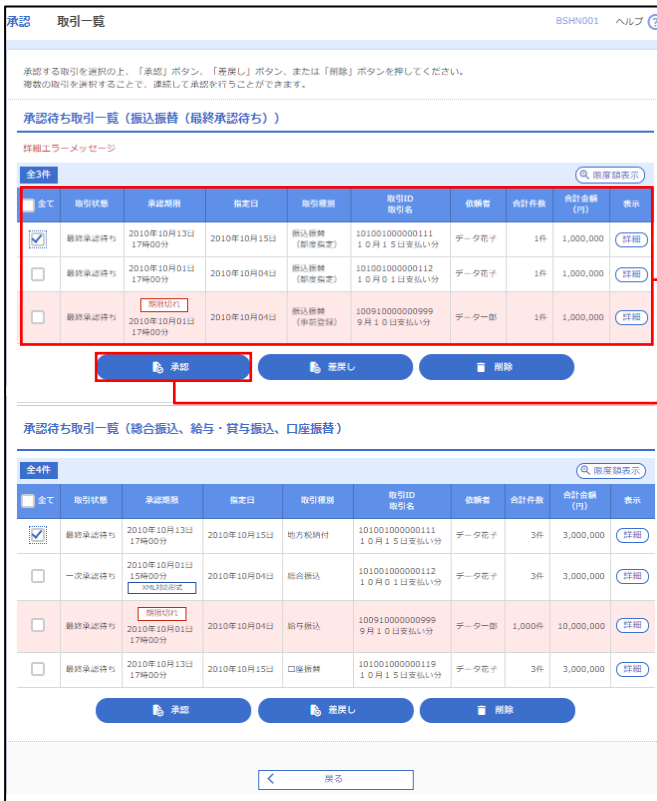 承認 取引一覧 BSHN001 ヘルプ ?
承認する取引を選択の上、「承認」ボタン、「差戻し」ボタン、または「削除」ボタンを押してください。
複数の取引を選択することで、連続して承認を行うことができます。
承認待ち取引一覧（振込振替（最終承認待ち））
詳細エラーメッセージ
全3件 限度額表示
全て 取引状態 承認期限 指定日 取引種別 取引ID 取引名 依頼者 合計件数 合計金額（円） 表示
最終承認待ち 2010年10月13日 17時00分 2010年10月15日 振込振替（都度指定） 101001000000111 １０月１５日支払い分 データ花子 1件 1,000,000 詳細
最終承認待ち 2010年10月01日 17時00分 2010年10月04日 振込振替（都度指定） 101001000000112 １０月０１日支払い分 データ花子 1件 1,000,000 詳細
最終承認待ち 期限切れ 2010年10月01日 17時00分 2010年10月04日 振込振替（事前登録） 100910000000999 ９月１０日支払い分 データ一郎 1件 1,000,000 詳細
承認 差戻し 削除
承認待ち取引一覧（総合振込、給与・賞与振込、口座振替）
全4件 限度額表示
全て 取引状態 承認期限 指定日 取引種別 取引ID 取引名 依頼者 合計件数 合計金額（円） 表示
最終承認待ち 2010年10月13日 17時00分 2010年10月15日 地方税納付 101001000000111 １０月１５日支払い分 データ花子 3件 3,000,000 詳細
一次承認待ち 2010年10月01日 15時00分 XML対応形式 2010年10月04日 総合振込 101001000000112 １０月０１日支払い分 データ花子 3件 3,000,000 詳細
最終承認待ち 期限切れ 2010年10月01日 17時00分 2010年10月04日 給与振込 100910000000999 ９月１０日支払い分 データ一郎 1,000件 10,000,000 詳細
最終承認待ち 2010年10月13日 17時00分 2010年10月15日 口座振替 101001000000119 １０月１５日支払い分 データ花子 3件 3,000,000 詳細
承認 差戻し 削除
戻る